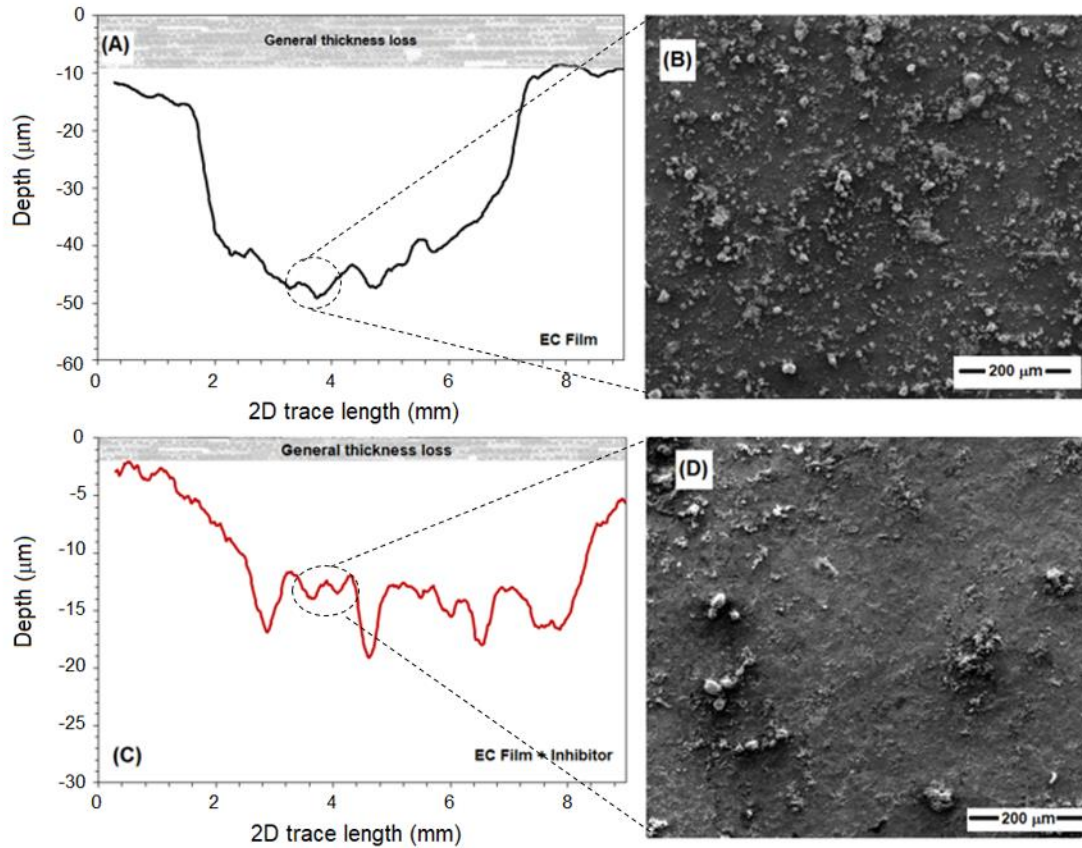 0
General thickness loss
(A)
-10
-20
-30
-40
-50
-60
Depth (μm)
EC Film
0 2 4 6 8
2D trace length (mm)
(B)
200 μm
0
General thickness loss
-5
-10
-15
-20
-25
-30
Depth (μm)
(C)
EC Film + Inhibitor
0 2 4 6 8
2D trace length (mm)
(D)
200 μm